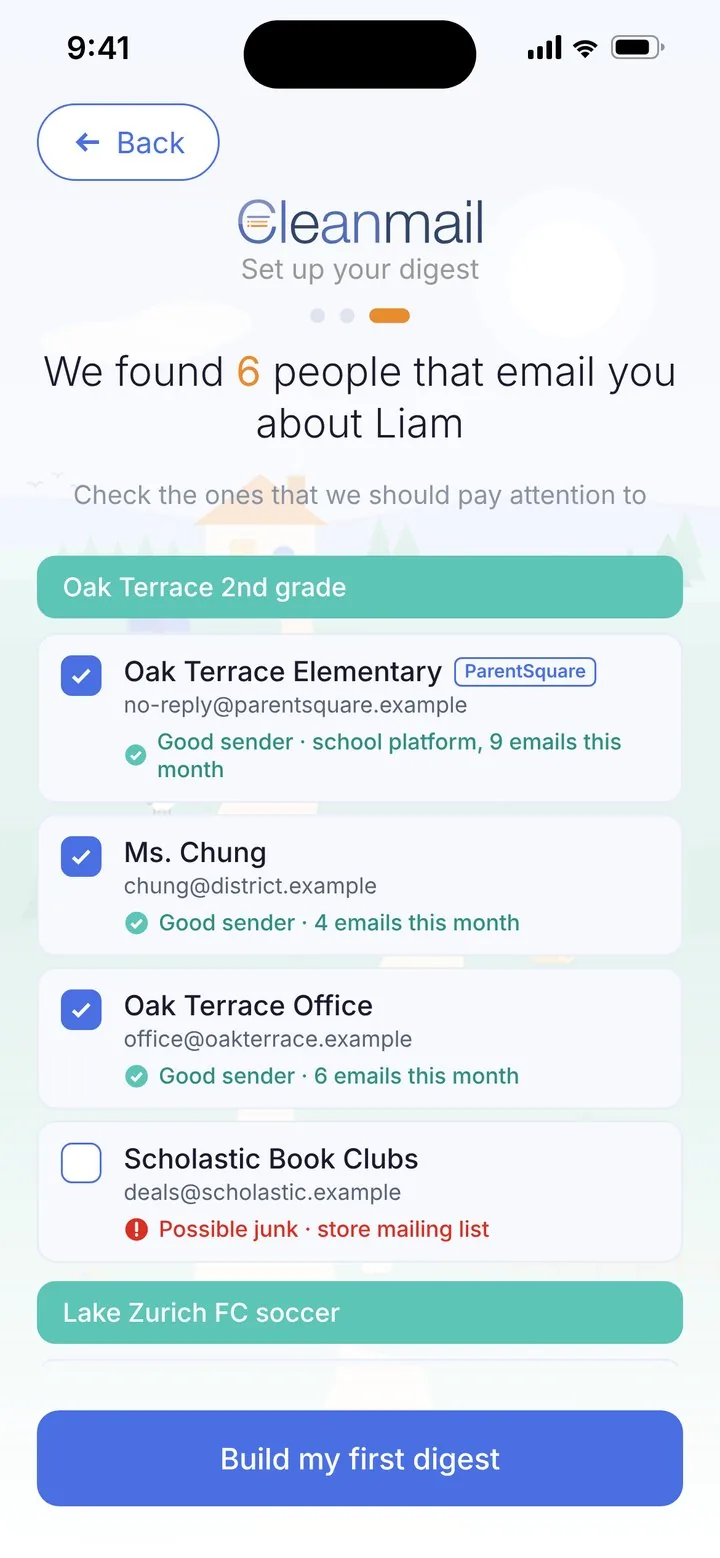 9:41
Back
Cleanmail
Set up your digest
We found 6 people that email you
about Liam
Check the ones that we should pay attention to
Oak Terrace 2nd grade
Oak Terrace Elementary ParentSquare
no-reply@parentsquare.example
Good sender · school platform, 9 emails this
month
Ms. Chung
chung@district.example
Good sender · 4 emails this month
Oak Terrace Office
office@oakterrace.example
Good sender · 6 emails this month
Scholastic Book Clubs
deals@scholastic.example
Possible junk · store mailing list
Lake Zurich FC soccer
Build my first digest